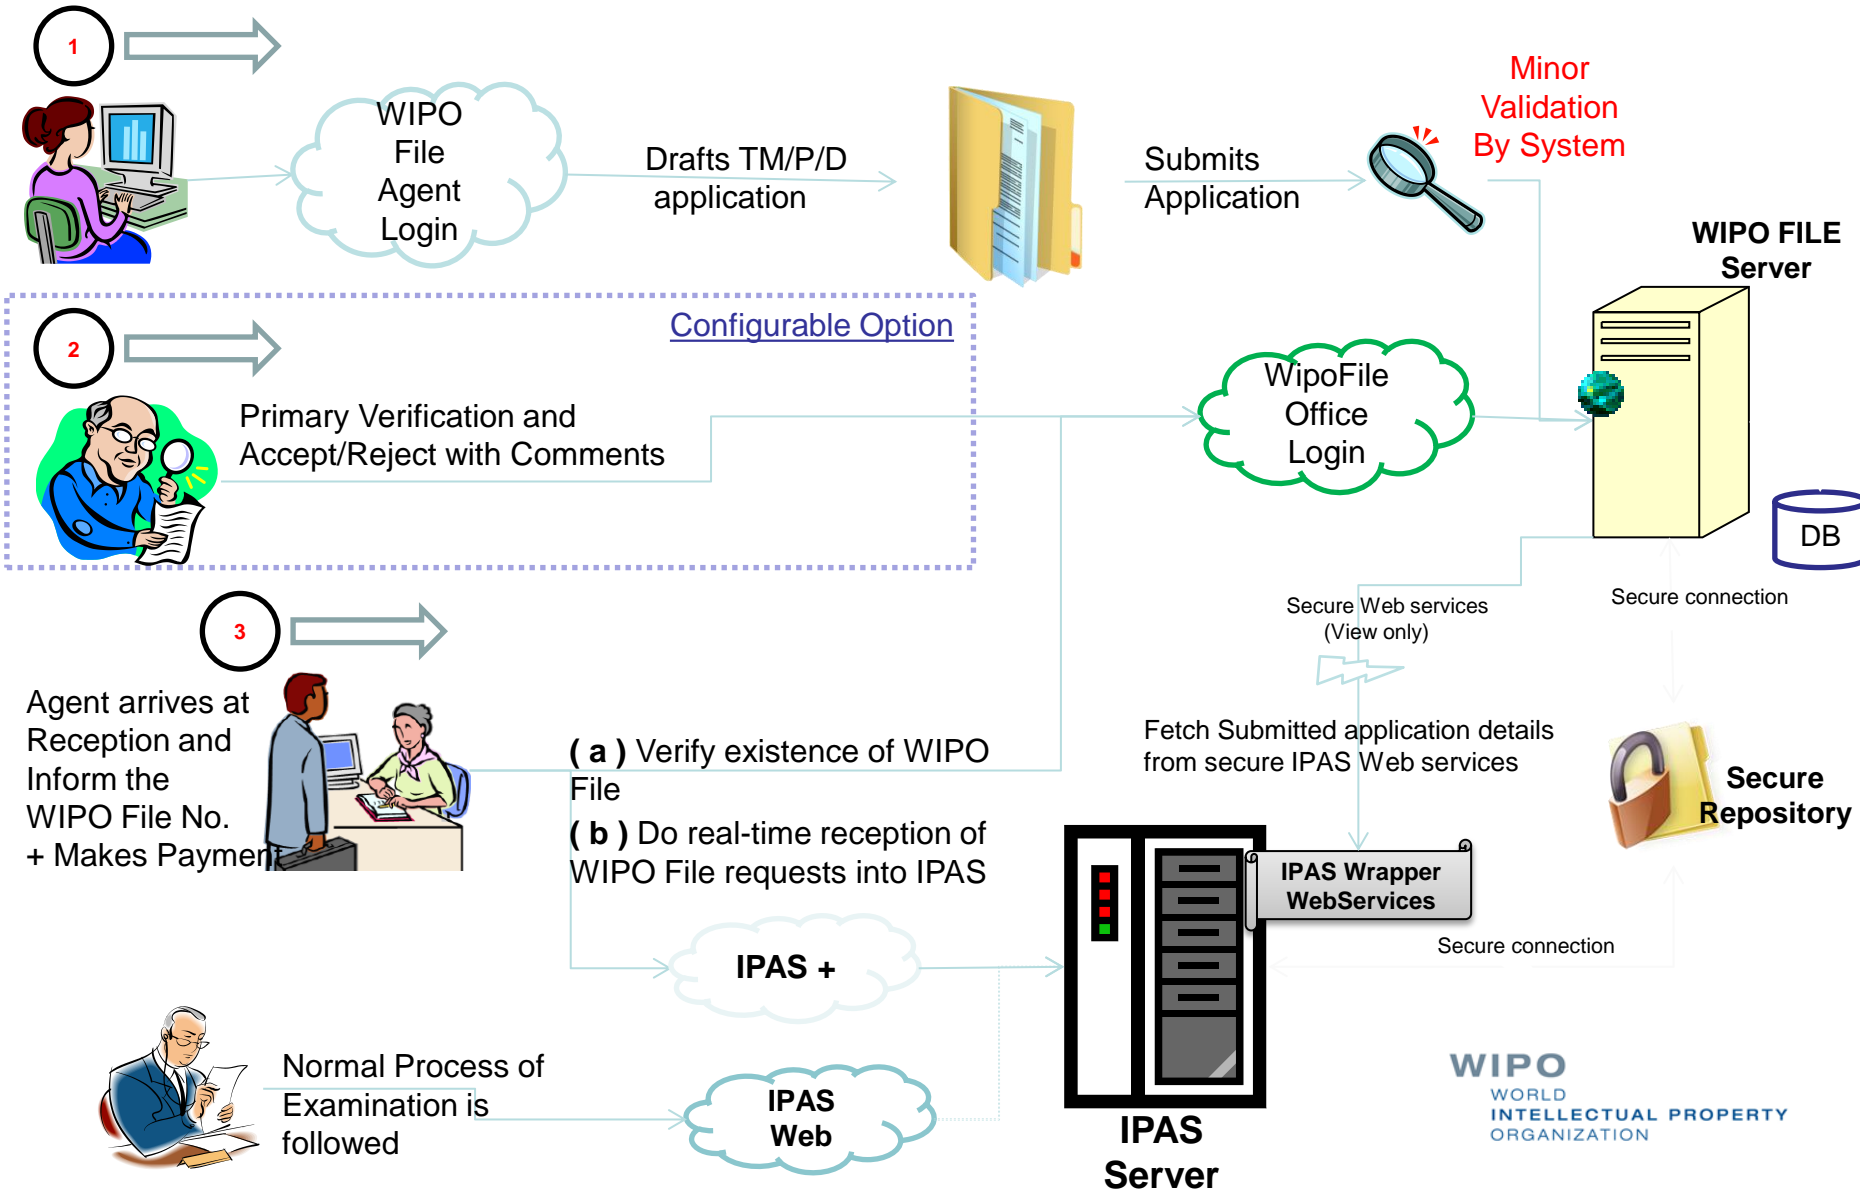 1
WIPO
File
Agent
Login
Drafts TM/P/D
application
Submits
Application
Minor
Validation
By System
WIPO FILE
Server
2
Configurable Option
Primary Verification and
Accept/Reject with Comments
WipoFile
Office
Login
DB
Secure Web services
(View only)
Secure connection
3
Agent arrives at
Reception and
Inform the
WIPO File No.
+ Makes Payment
( a ) Verify existence of WIPO
File
( b ) Do real-time reception of
WIPO File requests into IPAS
Fetch Submitted application details
from secure IPAS Web services
Secure
Repository
IPAS Wrapper
WebServices
Secure connection
IPAS +
Normal Process of
Examination is
followed
IPAS
Web
IPAS
Server
WIPO
WORLD
INTELLECTUAL PROPERTY
ORGANIZATION